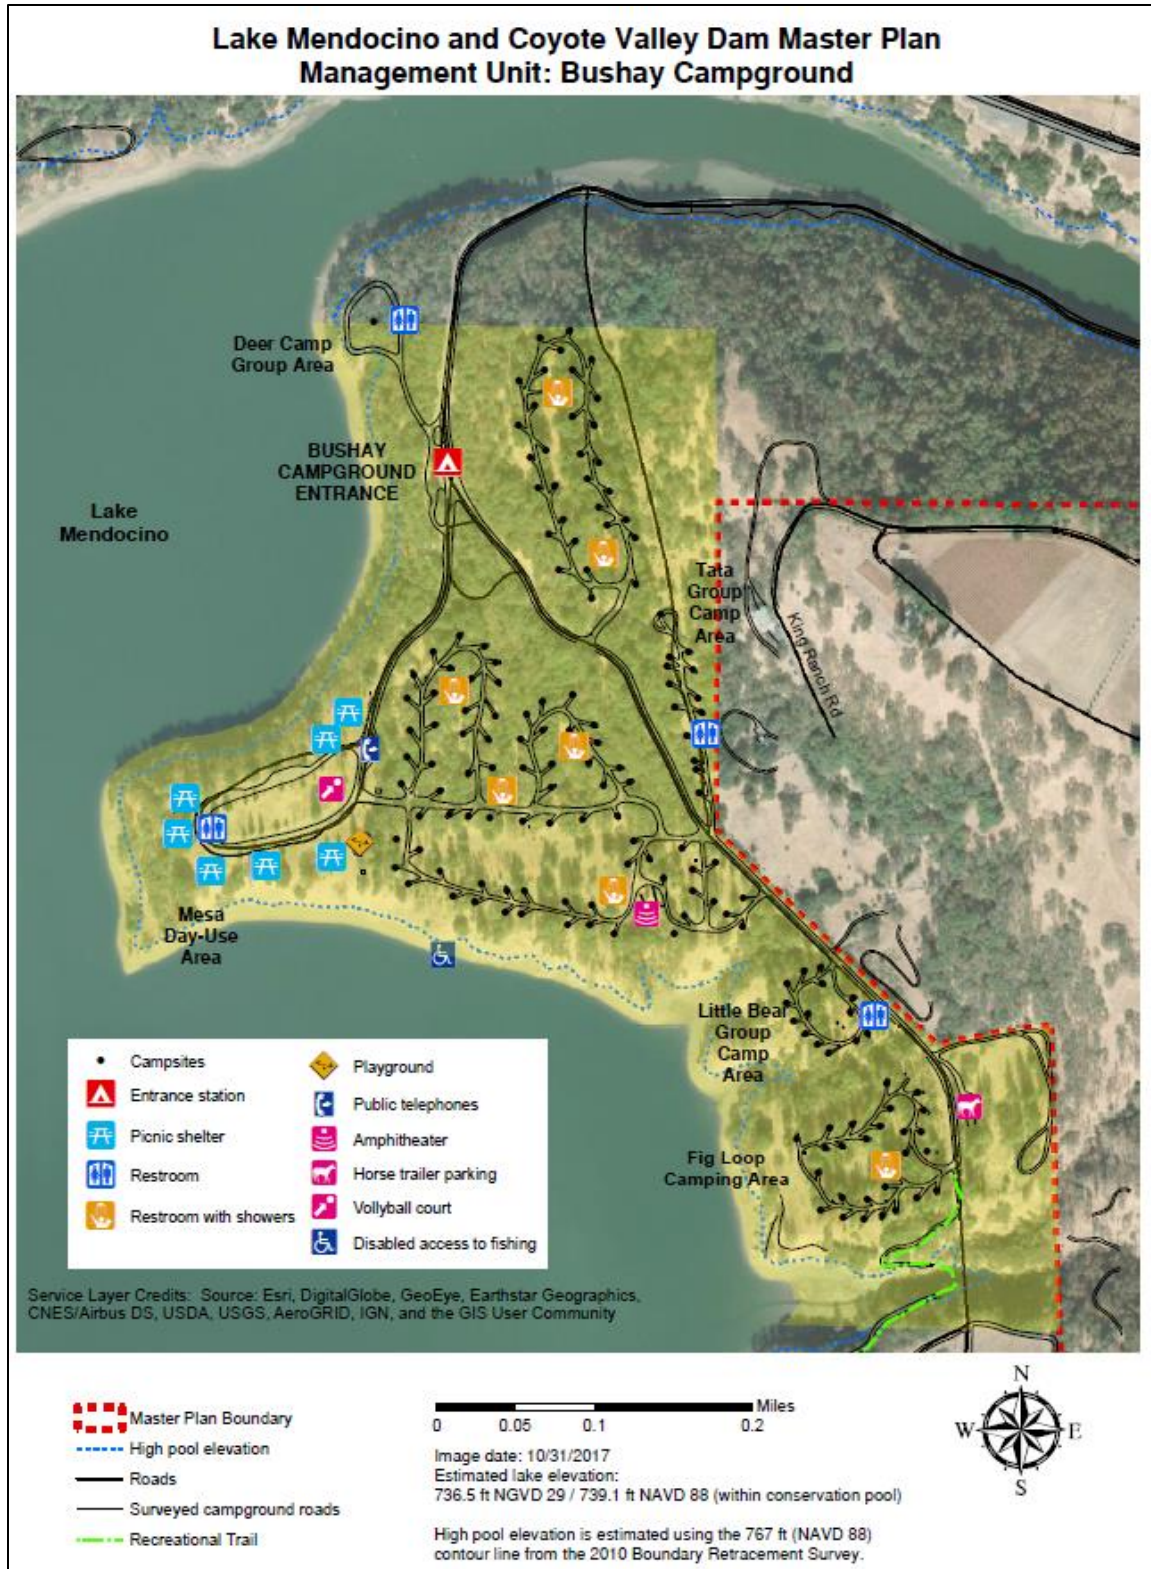 Lake Mendocino and Coyote Valley Dam Master Plan
Management Unit: Bushay Campground
Deer Camp
Group Area
BUSHAY
CAMPGROUND
ENTRANCE
Lake
Mendocino
Tata
Group
Camp
Area
King Ranch Rd
Mesa
Day-Use
Area
Little Bear
Group
Camp
Area
Fig Loop
Camping Area
Campsites
Entrance station
Picnic shelter
Restroom
Restroom with showers
Playground
Public telephones
Amphitheater
Horse trailer parking
Vollyball court
Disabled access to fishing
Service Layer Credits: Source: Esri, DigitalGlobe, GeoEye, Earthstar Geographics,
CNES/Airbus DS, USDA, USGS, AeroGRID, IGN, and the GIS User Community
Master Plan Boundary
High pool elevation
Roads
Surveyed campground roads
Recreational Trail
Miles
0 0.05 0.1 0.2
Image date: 10/31/2017
Estimated lake elevation:
736.5 ft NGVD 29 / 739.1 ft NAVD 88 (within conservation pool)
High pool elevation is estimated using the 767 ft (NAVD 88)
contour line from the 2010 Boundary Retracement Survey.
N
W E
S